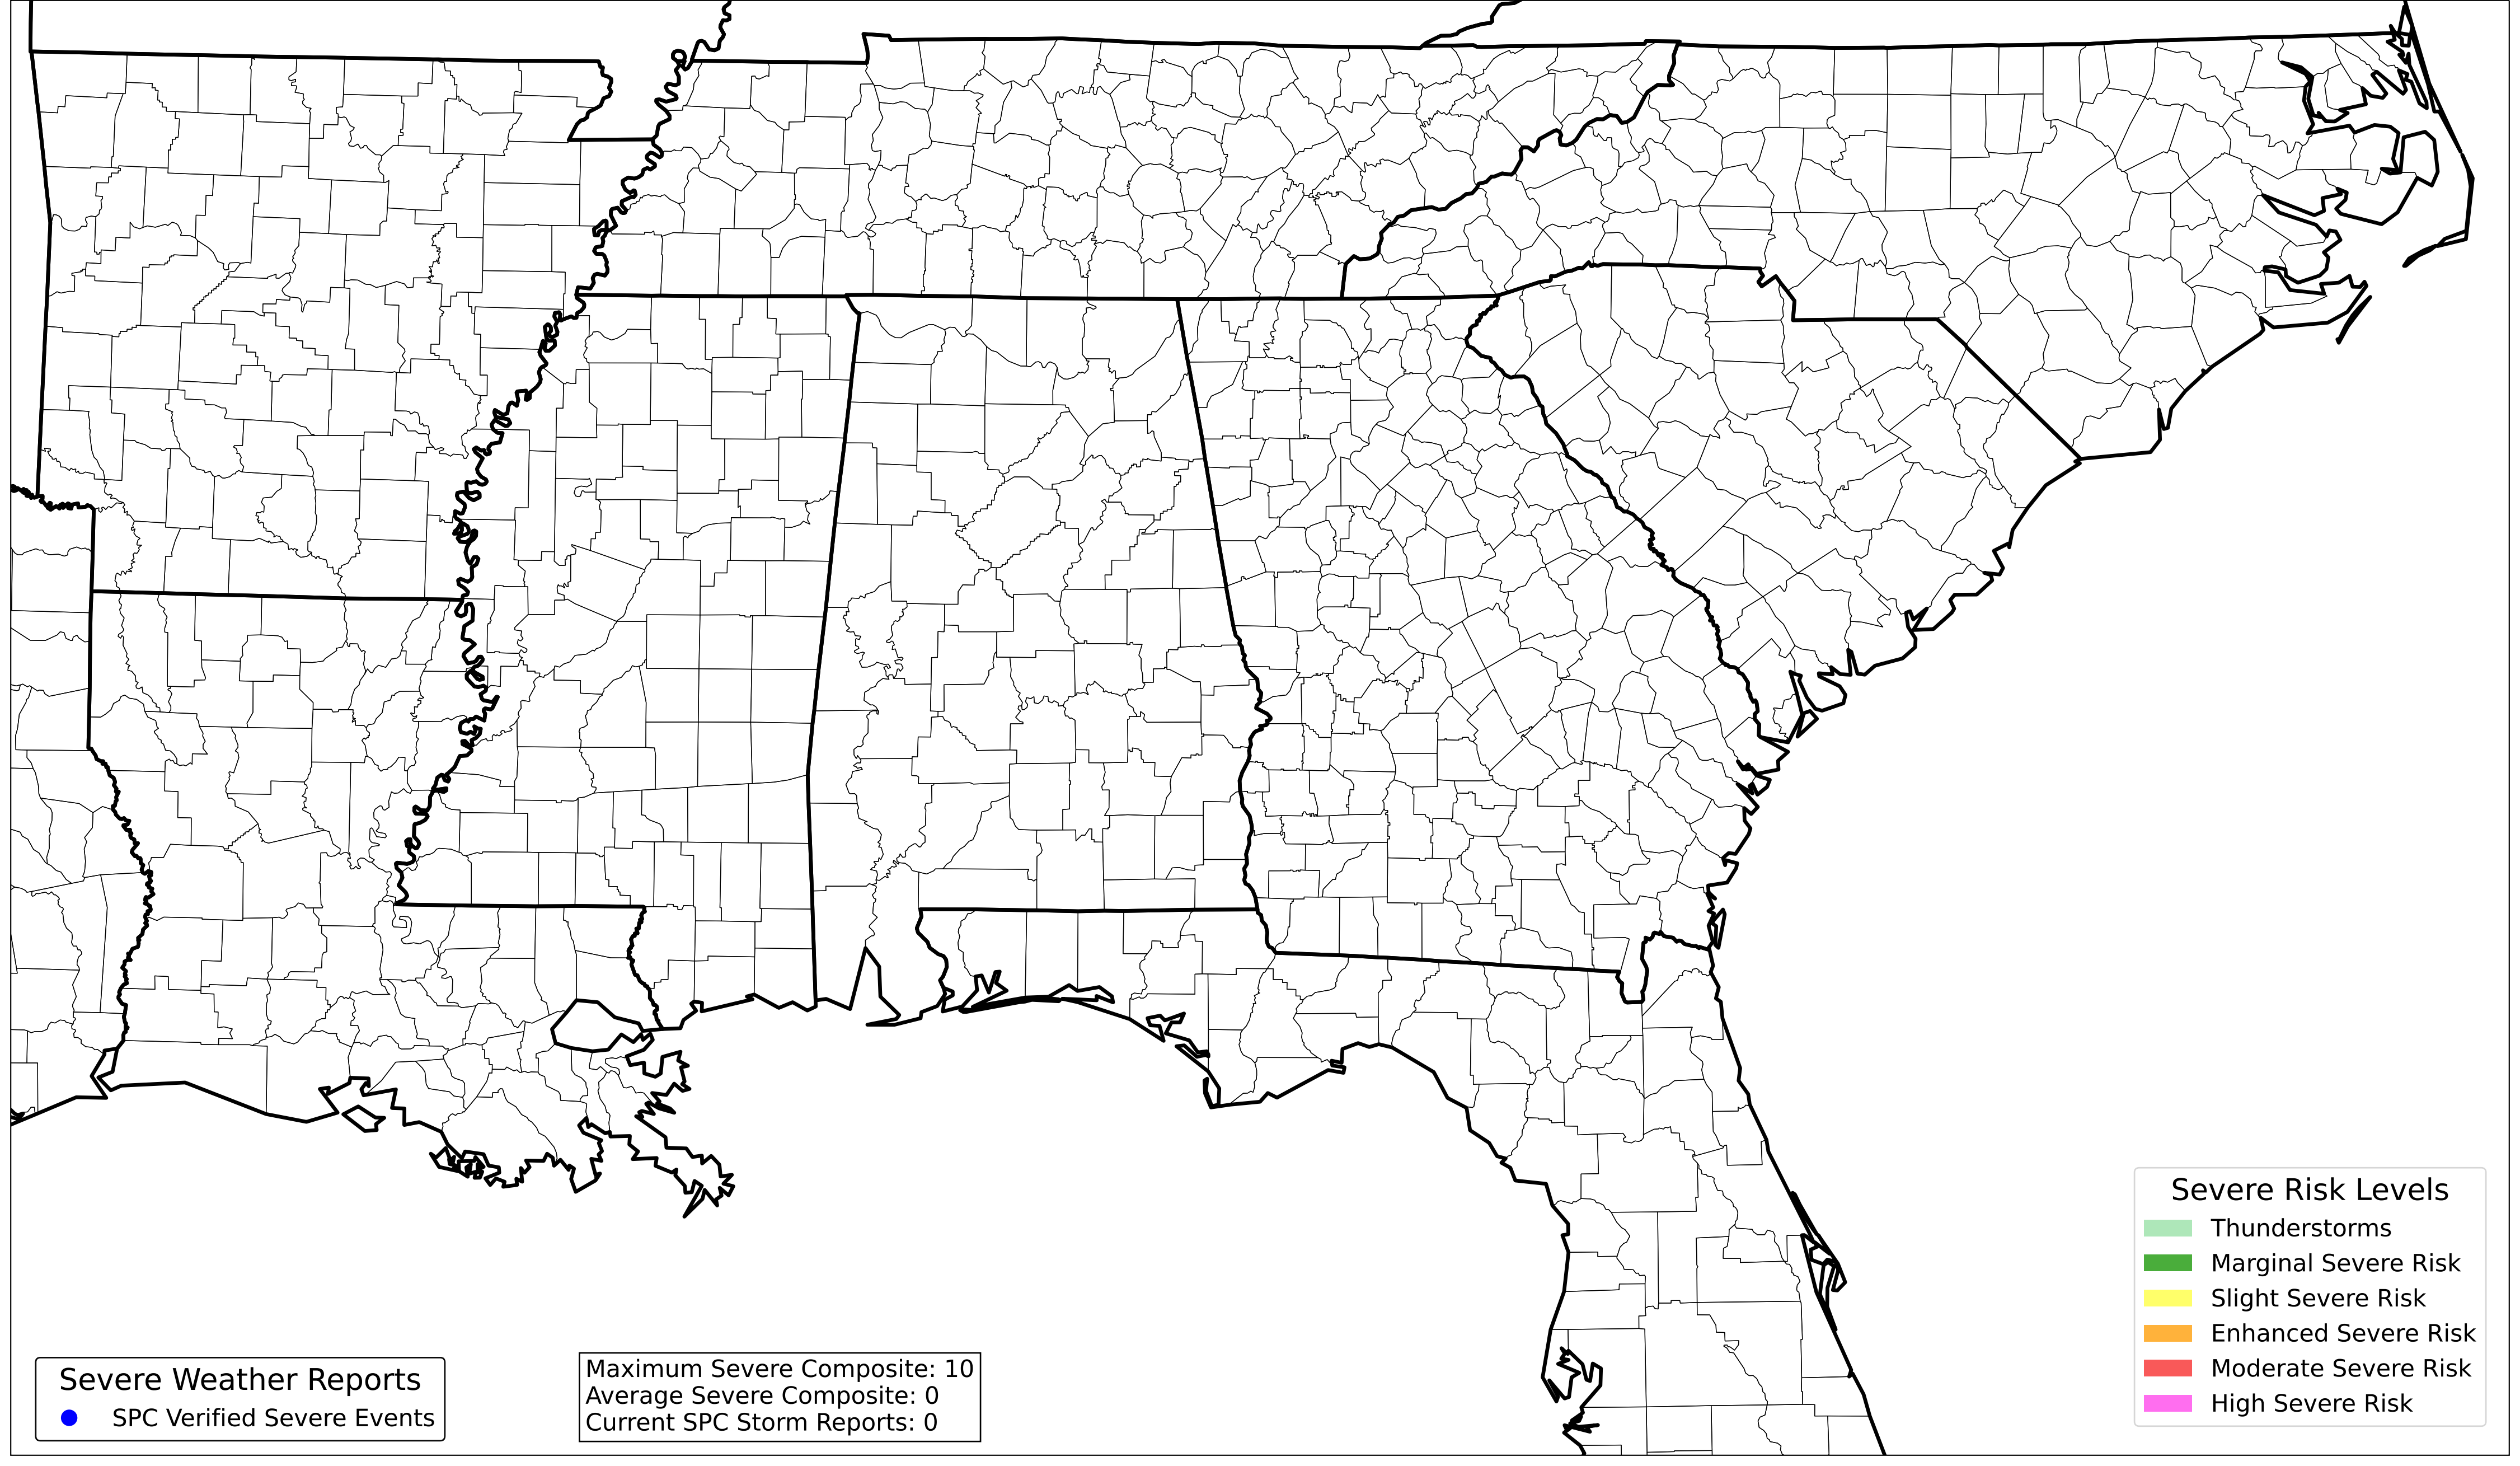 Severe Risk Levels
Thunderstorms
Marginal Severe Risk
Slight Severe Risk
Enhanced Severe Risk
Moderate Severe Risk
High Severe Risk
Severe Weather Reports
SPC Verified Severe Events
Maximum Severe Composite: 10
Average Severe Composite: 0
Current SPC Storm Reports: 0